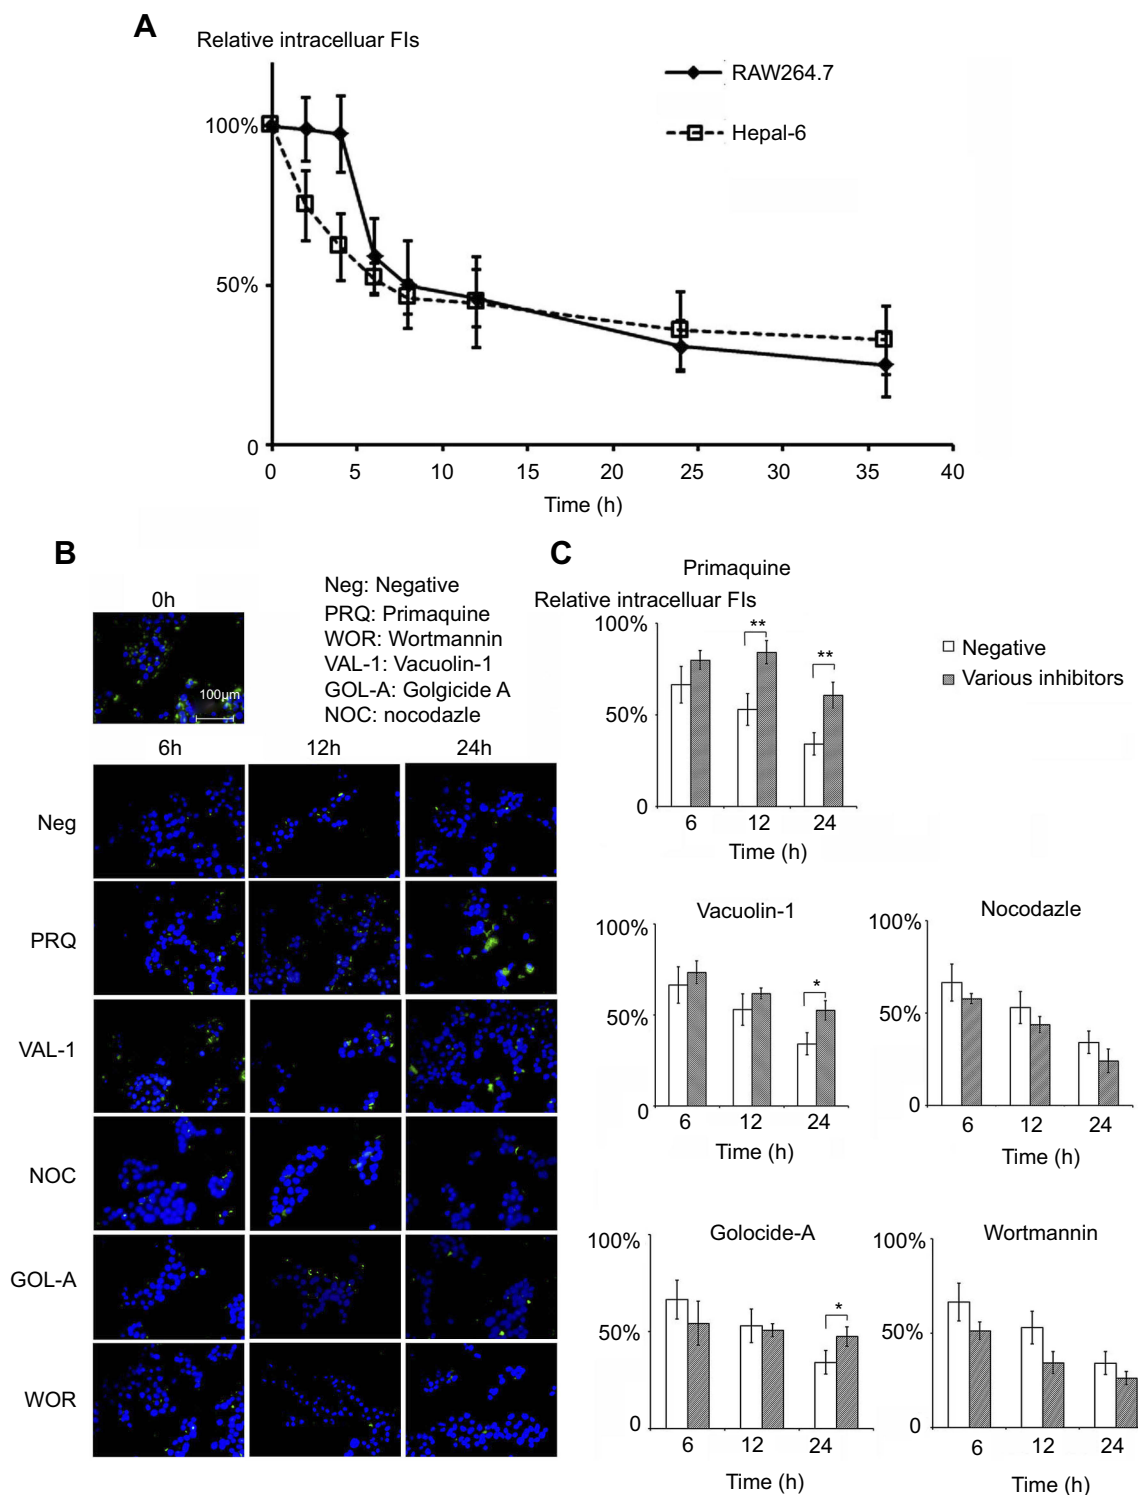 A
Relative intracelluar FIs
RAW264.7
Hepal-6
100%
50%
0
0 5 10 15 20 25 30 35 40
Time (h)
B
0h
100μm
Neg: Negative
PRQ: Primaquine
WOR: Wortmannin
VAL-1: Vacuolin-1
GOL-A: Golgicide A
NOC: nocodazle
6h 12h 24h
Neg
PRQ
VAL-1
NOC
GOL-A
WOR
C
Primaquine
Relative intracelluar FIs
100%
50%
0
** **
6 12 24
Time (h)
Negative
Various inhibitors
Vacuolin-1
100%
50%
0
*
6 12 24
Time (h)
Nocodazle
100%
50%
0
6 12 24
Time (h)
Golocide-A
100%
50%
0
*
6 12 24
Time (h)
Wortmannin
100%
50%
0
6 12 24
Time (h)